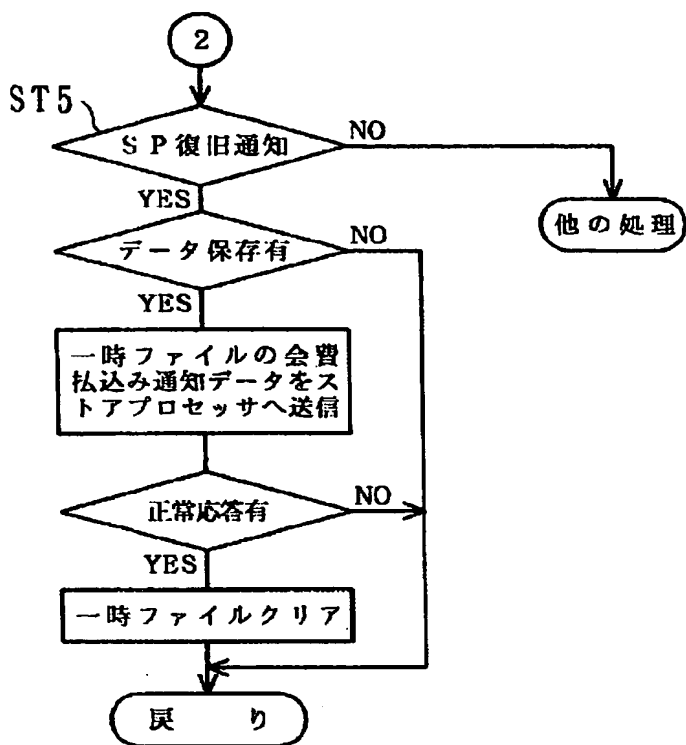 2
ST5
SP復旧通知
NO
YES
他の処理
データ保存有
NO
YES
一時ファイルの会費
払込み通知データをス
トアプロセッサへ送信
正常応答有
NO
YES
一時ファイルクリア
戻り